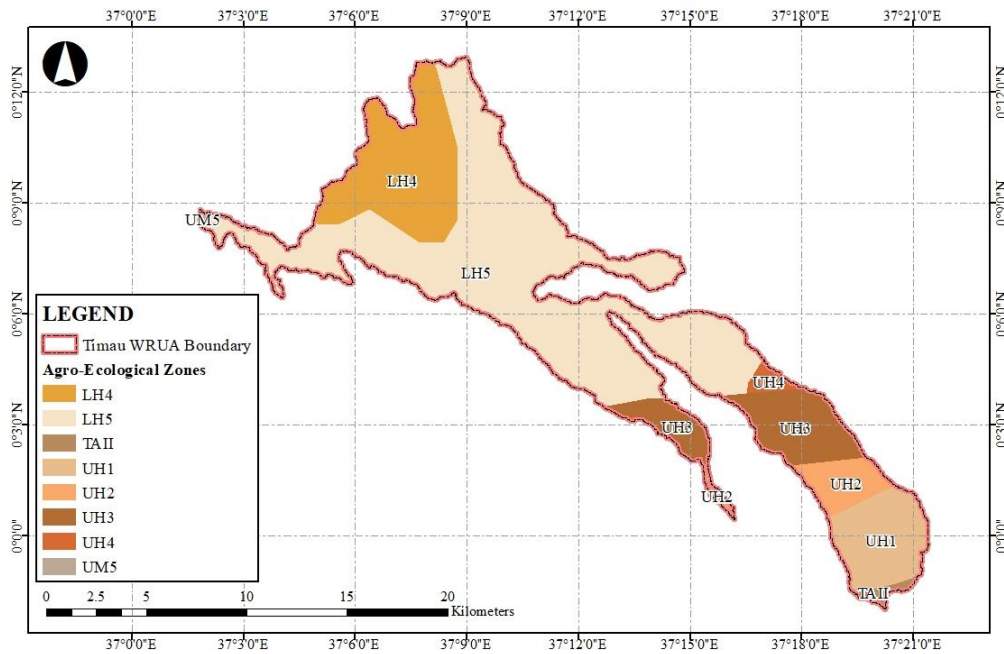 37°0'0"E 37°3'0"E 37°6'0"E 37°9'0"E 37°12'0"E 37°15'0"E 37°18'0"E 37°21'0"E
0°12'0"N 0°12'0"N
LH4
0°9'0"N 0°9'0"N
UM5
LH5
0°6'0"N 0°6'0"N
LEGEND
Timau WRUA Boundary
Agro-Ecological Zones
LH4
LH5
TAII
UH1
UH2
UH3
UH4
UM5
UH4
UH3
UH3
0°3'0"N 0°3'0"N
UH2
UH2
0°0'0" 0°0'0"
UH1
TAII
0 2.5 5 10 15 20
Kilometers
37°0'0"E 37°3'0"E 37°6'0"E 37°9'0"E 37°12'0"E 37°15'0"E 37°18'0"E 37°21'0"E